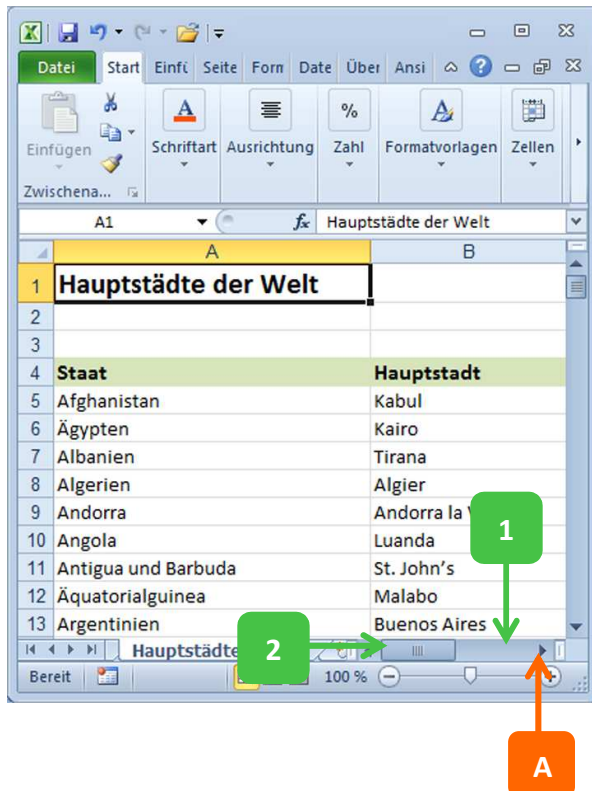 Datei Start Einfü Seite Form Date Über Ansi
Einfügen Schriftart Ausrichtung Zahl Formatvorlagen Zellen
%
Zwischena...
A1 fx Hauptstädte der Welt
A B
1 Hauptstädte der Welt
2
3
4 Staat Hauptstadt
5 Afghanistan Kabul
6 Ägypten Kairo
7 Albanien Tirana
8 Algerien Algier
9 Andorra Andorra la
10 Angola Luanda
11 Antigua und Barbuda St. John's
12 Äquatorialguinea Malabo
13 Argentinien Buenos Aires
1
2
Hauptstädte
Bereit 100 %
A